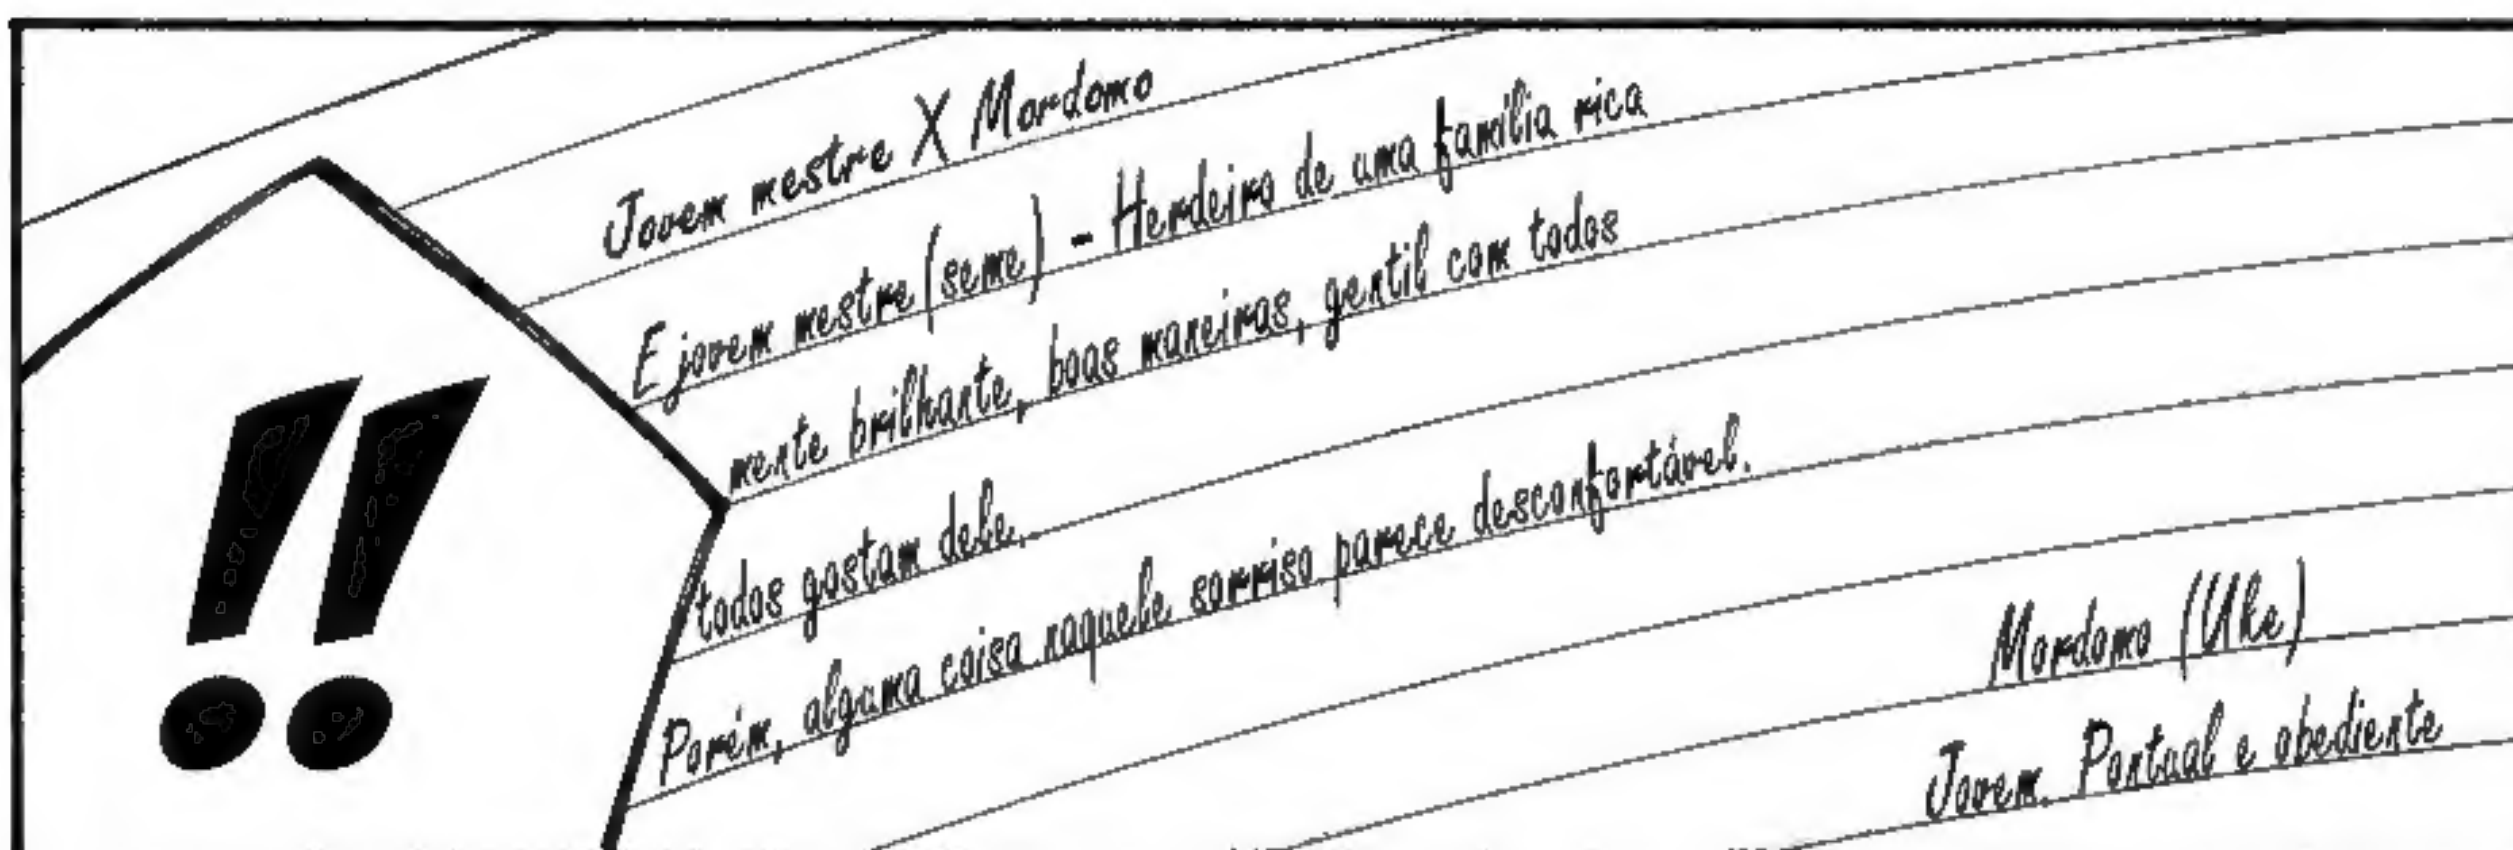 !!
Jovem mestre X Mordomo
E jovem mestre (seme) - Herdeiro de uma família rica
mente brilhante, boas maneiras, gentil com todos
todos gostam dele.
Porém, alguma coisa naquele sorriso parece desconfortável.
Mordomo (Uke)
Jovem. Pontual e obediente